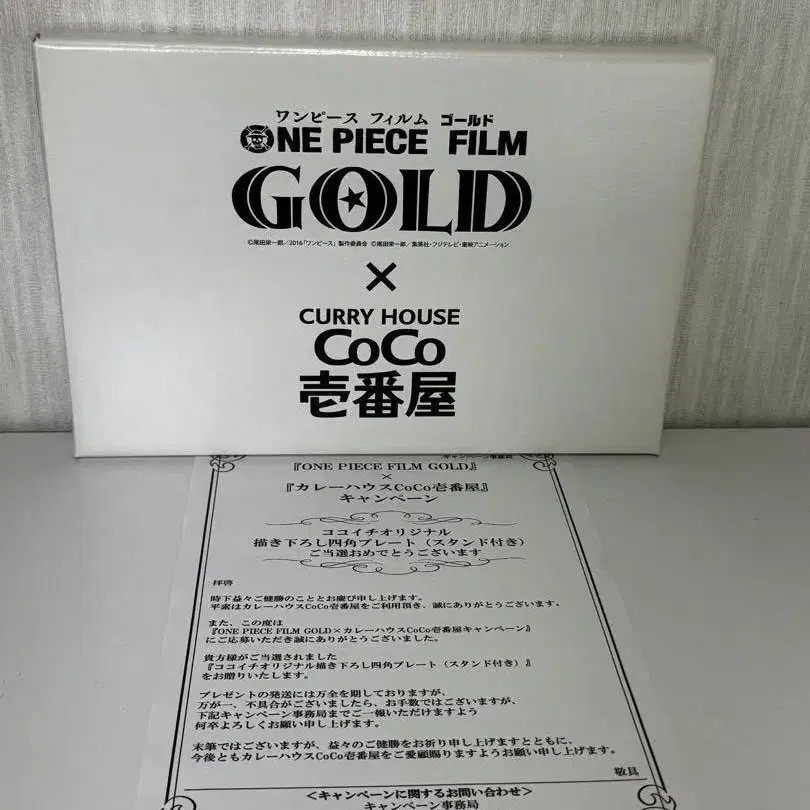 ワンピース フィルム ゴールド
ONE PIECE FILM
GOLD
©尾田栄一郎／2016「ワンピース」製作委員会 ©尾田栄一郎／集英社・フジテレビ・東映アニメーション
×
CURRY HOUSE
CoCo
壱番屋
キャンペーン事務局
『ONE PIECE FILM GOLD』
×
『カレーハウスCoCo壱番屋』
キャンペーン
ココイチオリジナル
描き下ろし四角プレート（スタンド付き）
ご当選おめでとうございます
拝啓
時下益々ご健勝のこととお慶び申し上げます。
平素はカレーハウスCoCo壱番屋をご利用頂き、誠にありがとうございます。
また、この度は
『ONE PIECE FILM GOLD×カレーハウスCoCo壱番屋キャンペーン』
にご応募いただき誠にありがとうございました。
貴方様がご当選されました
『ココイチオリジナル描き下ろし四角プレート（スタンド付き）』
をお贈りいたします。
プレゼントの発送には万全を期しておりますが、
万が一、不具合がございましたら、お手数ではございますが、
下記キャンペーン事務局までご一報いただけますよう
何卒よろしくお願い申し上げます。
末筆ではございますが、益々のご健勝をお祈り申し上げますとともに、
今後ともカレーハウスCoCo壱番屋をご愛顧賜りますようお願い申し上げます。
敬具
＜キャンペーンに関するお問い合わせ＞
キャンペーン事務局